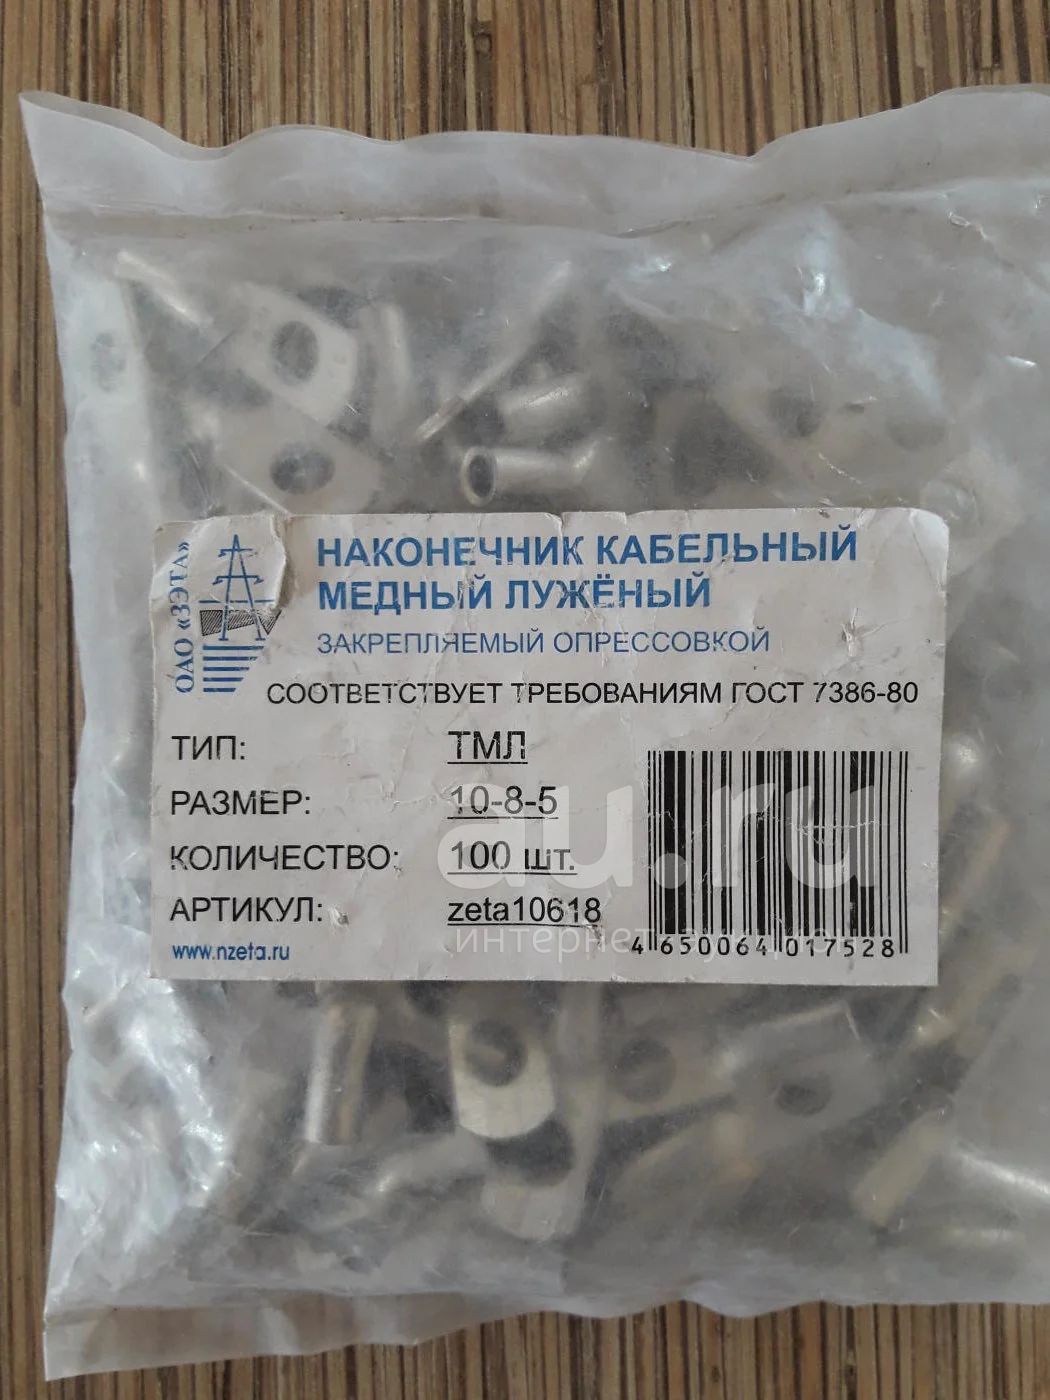 ОАО «ЗЭТА»
НАКОНЕЧНИК КАБЕЛЬНЫЙ
МЕДНЫЙ ЛУЖЁНЫЙ
ЗАКРЕПЛЯЕМЫЙ ОПРЕССОВКОЙ
СООТВЕТСТВУЕТ ТРЕБОВАНИЯМ ГОСТ 7386-80
ТИП: ТМЛ
РАЗМЕР: 10-8-5
КОЛИЧЕСТВО: 100 шт.
АРТИКУЛ: zeta10618
www.nzeta.ru
4 650064 017528
au.ru
интернет-аукцион